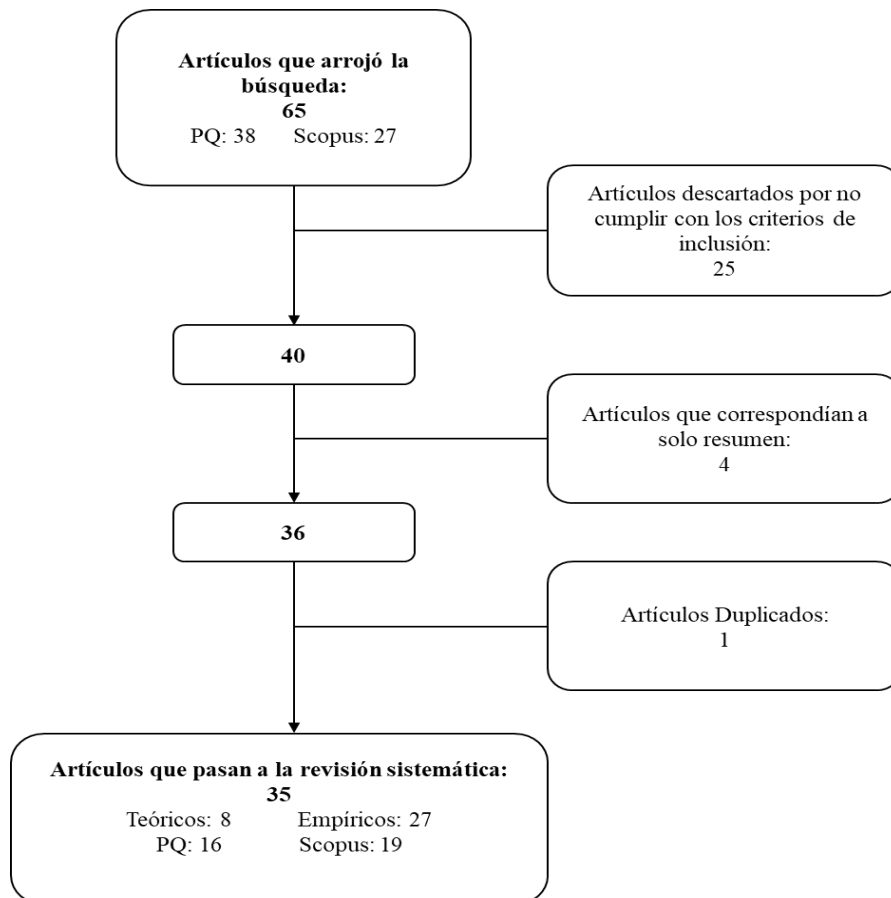 Artículos que arrojó la
búsqueda:
65
PQ: 38 Scopus: 27
Artículos descartados por no
cumplir con los criterios de
inclusión:
25
40
Artículos que correspondían a
solo resumen:
4
36
Artículos Duplicados:
1
Artículos que pasan a la revisión sistemática:
35
Teóricos: 8 Empíricos: 27
PQ: 16 Scopus: 19